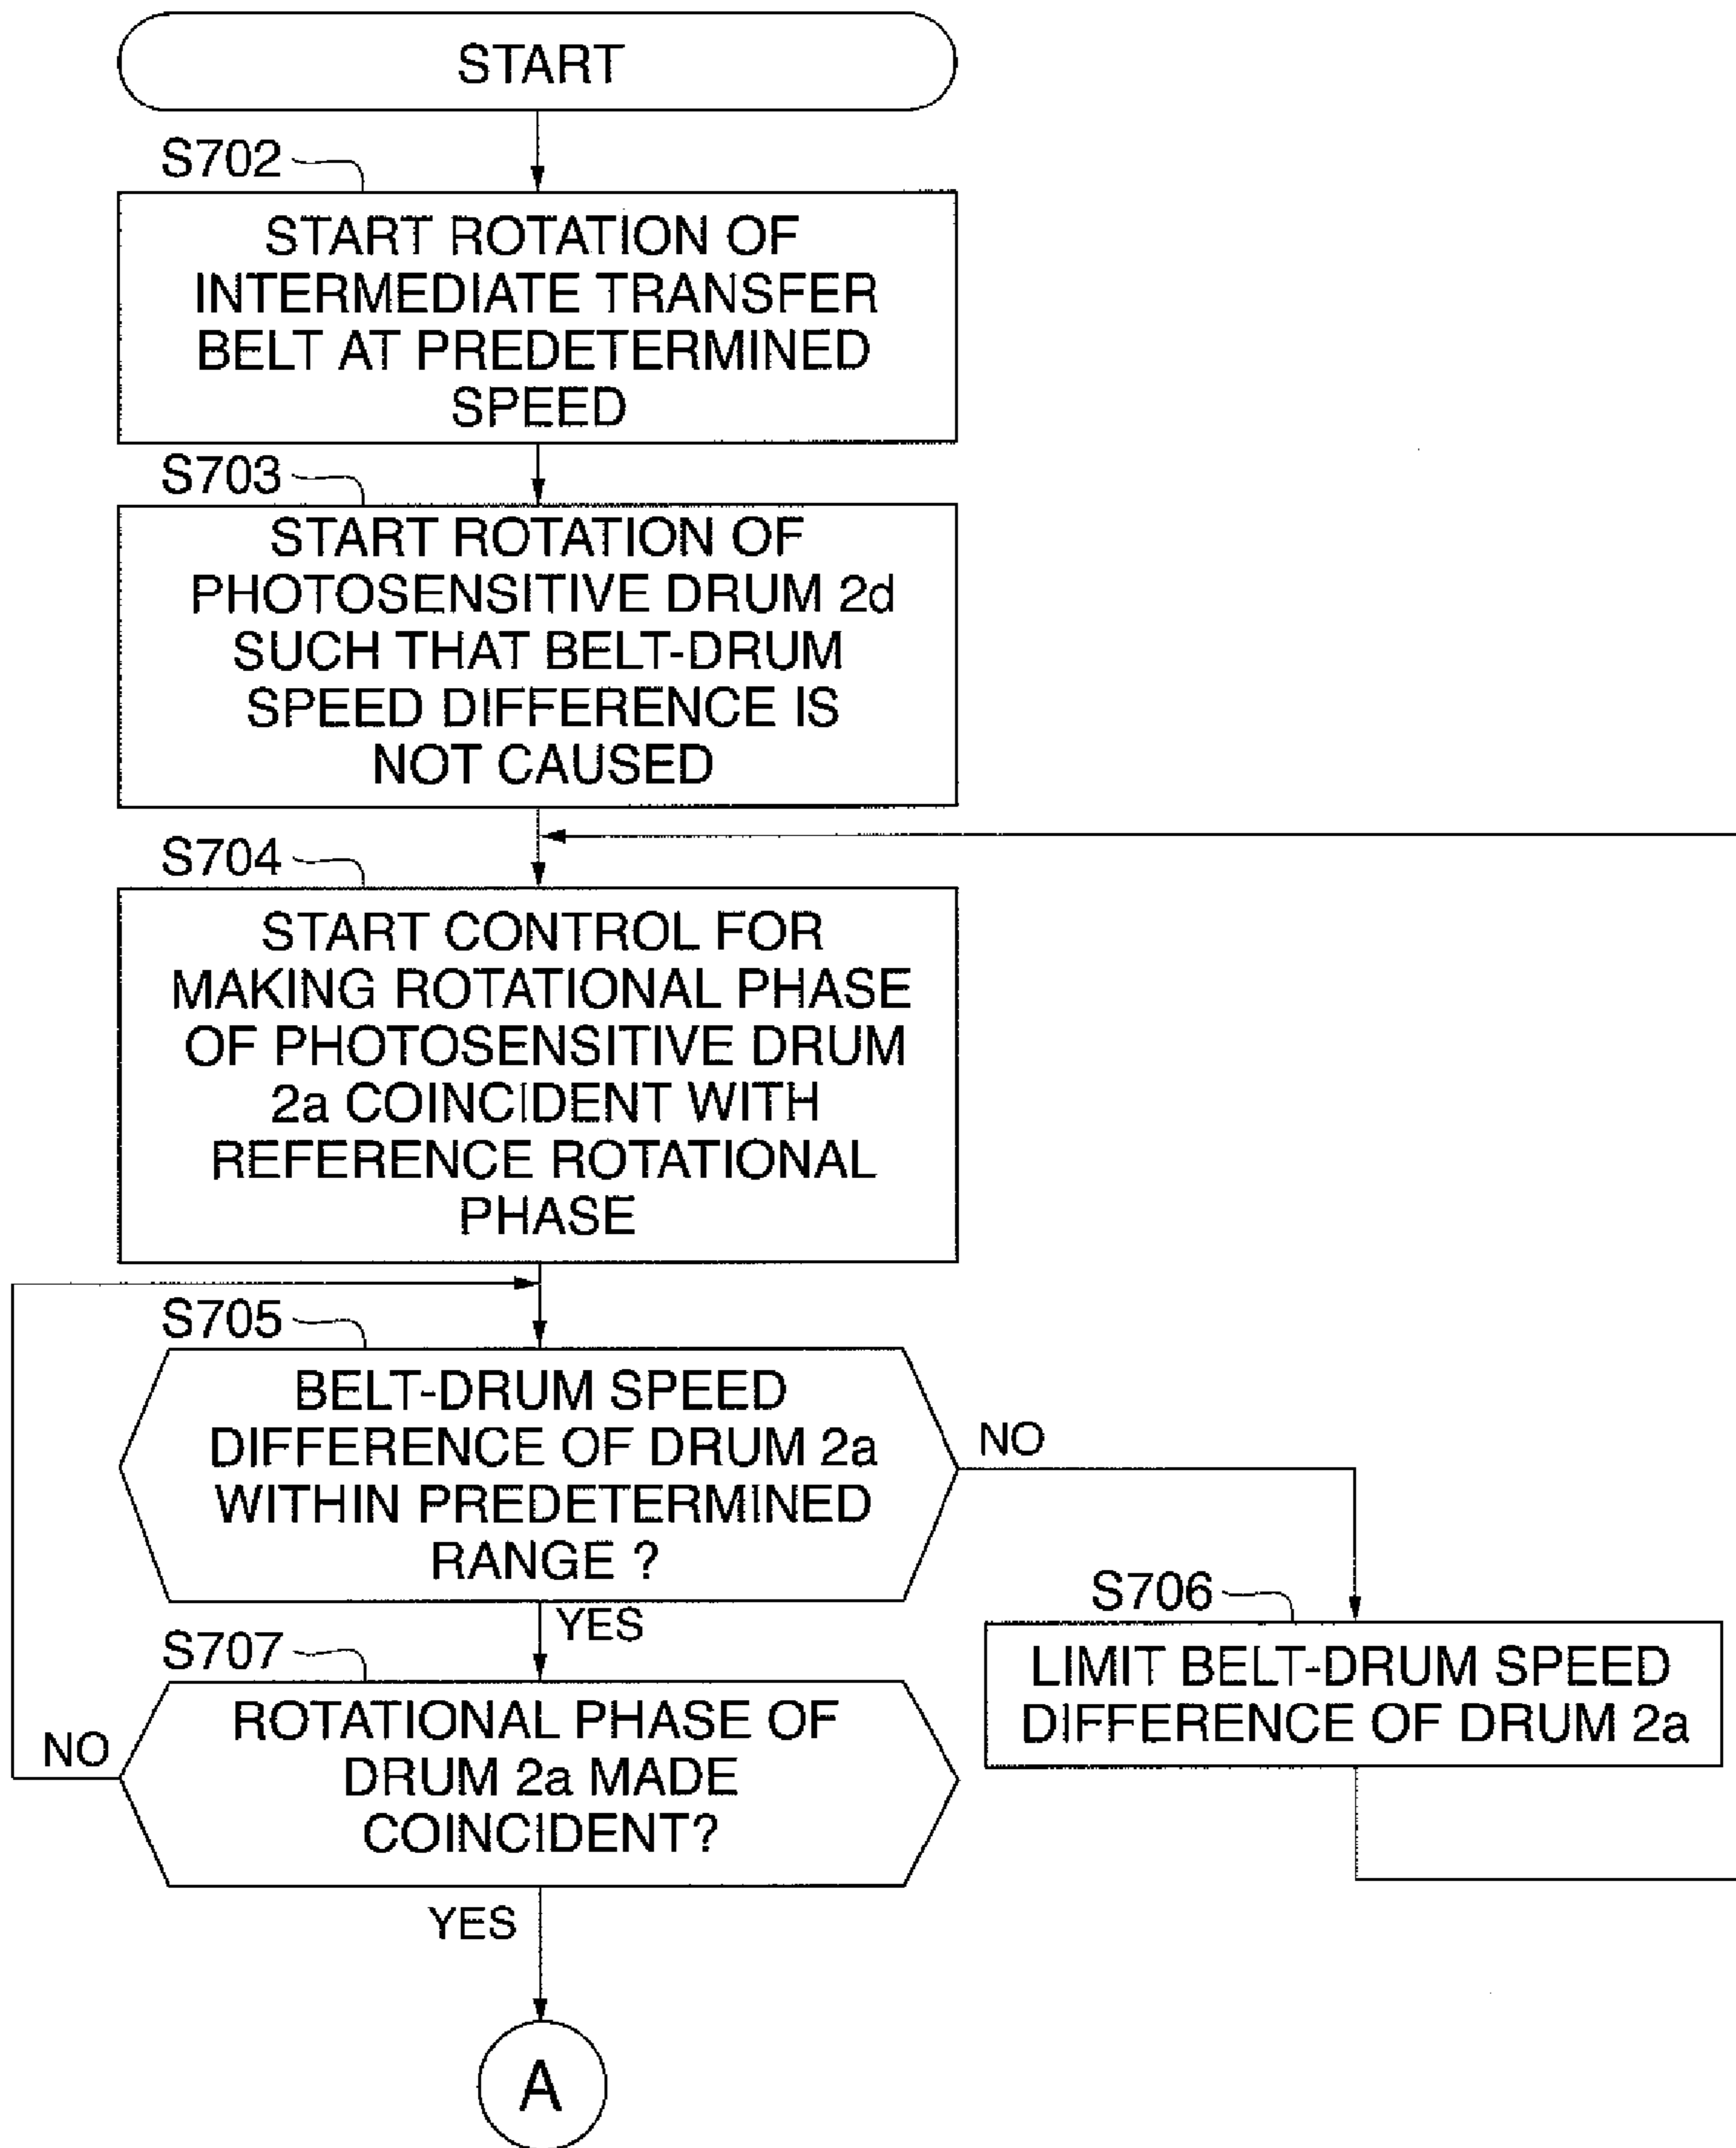 START
S702
START ROTATION OF
INTERMEDIATE TRANSFER
BELT AT PREDETERMINED
SPEED
S703
START ROTATION OF
PHOTOSENSITIVE DRUM 2d
SUCH THAT BELT-DRUM
SPEED DIFFERENCE IS
NOT CAUSED
S704
START CONTROL FOR
MAKING ROTATIONAL PHASE
OF PHOTOSENSITIVE DRUM
2a COINCIDENT WITH
REFERENCE ROTATIONAL
PHASE
S705
BELT-DRUM SPEED
DIFFERENCE OF DRUM 2a
WITHIN PREDETERMINED
RANGE ?
NO
YES
S706
LIMIT BELT-DRUM SPEED
DIFFERENCE OF DRUM 2a
S707
ROTATIONAL PHASE OF
DRUM 2a MADE
COINCIDENT?
NO
YES
A